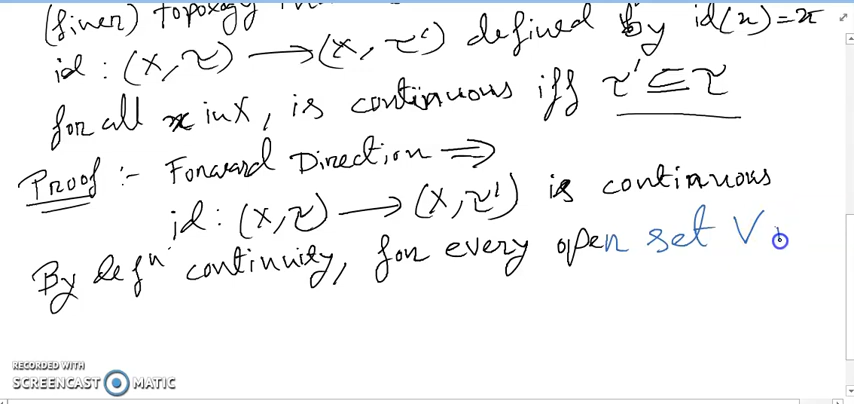 (finer) topology
id : (X, τ) → (X, τ') defined by id(x) = x
for all x in X, is continuous iff τ' ⊆ τ
Proof :- Forward Direction ⇒
id : (X, τ) → (X, τ') is continuous
By defⁿ continuity, for every open set V
RECORDED WITH
SCREENCAST MATIC